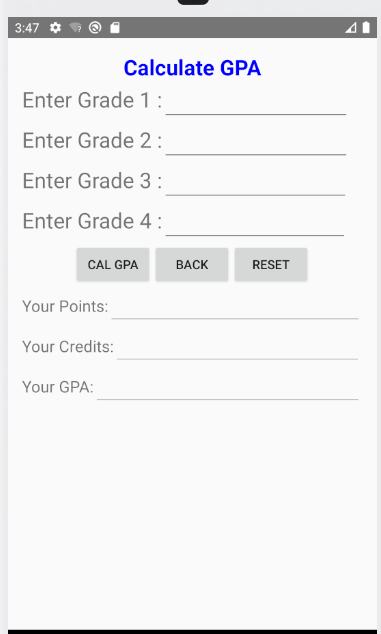 3:47
Calculate GPA
Enter Grade 1 :
Enter Grade 2 :
Enter Grade 3 :
Enter Grade 4 :
CAL GPA BACK RESET
Your Points:
Your Credits:
Your GPA: